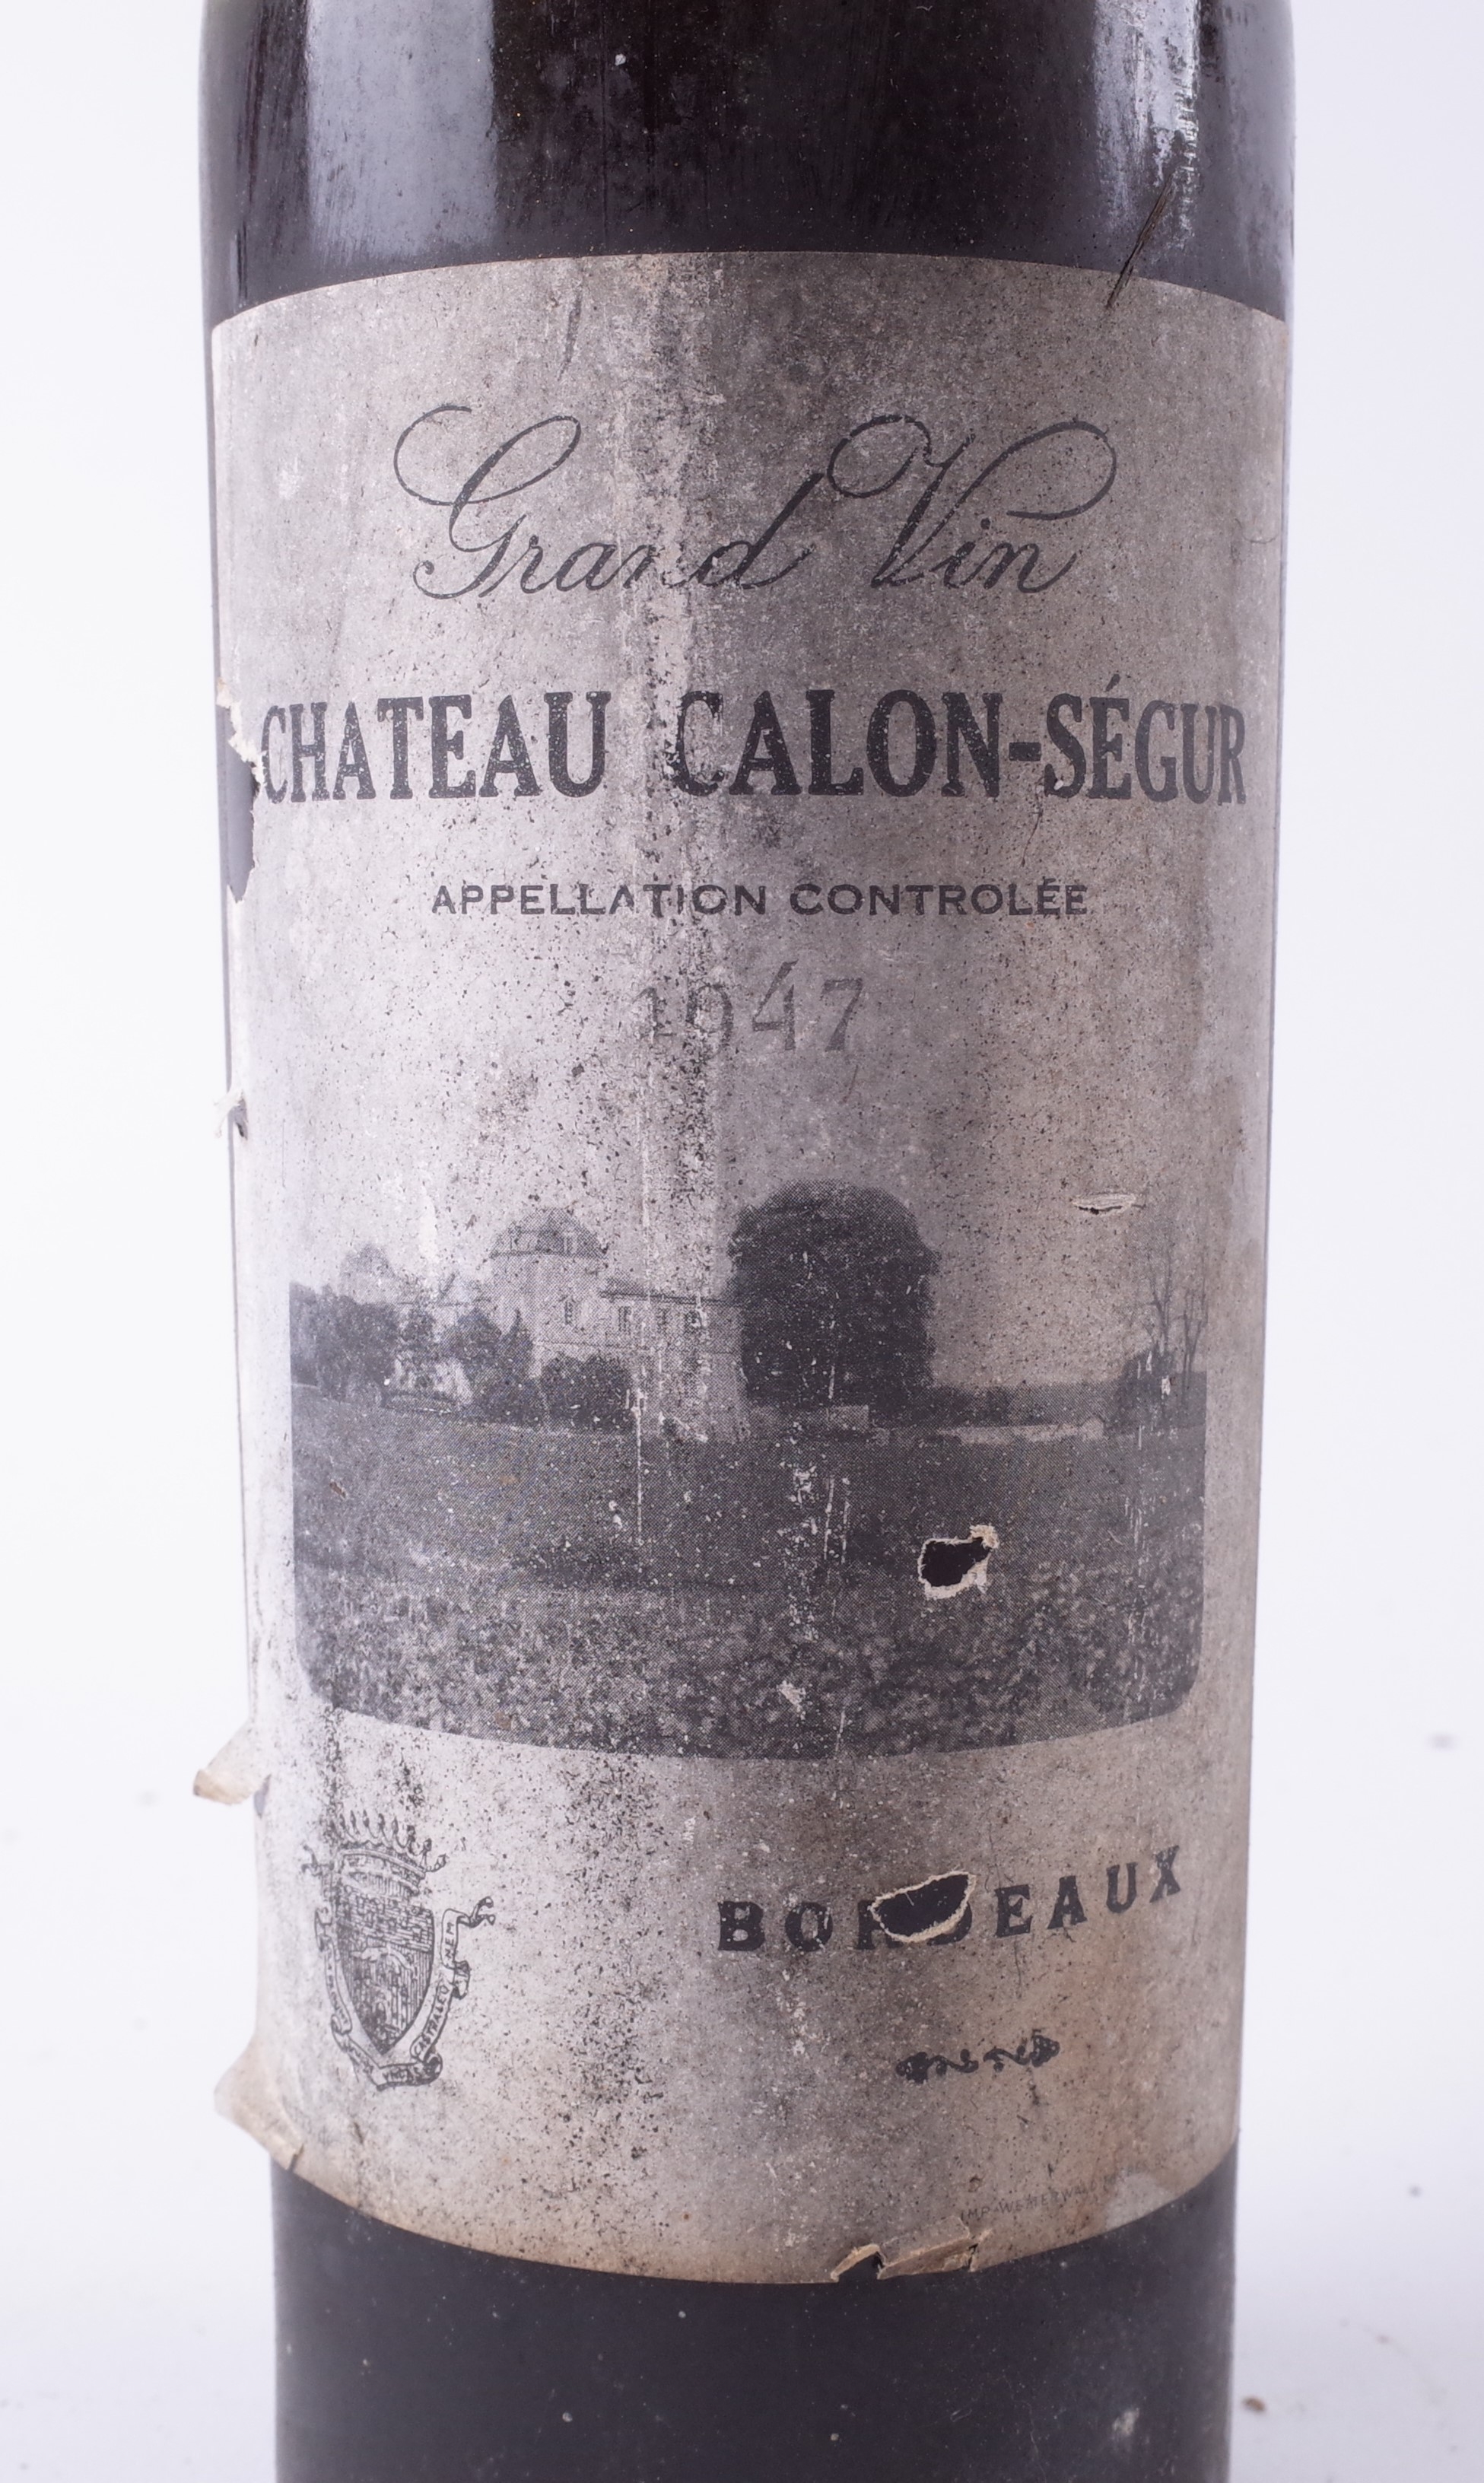 Grand Vin
CHATEAU CALON-SÉGUR
APPELLATION CONTROLÉE
1947
BORDEAUX